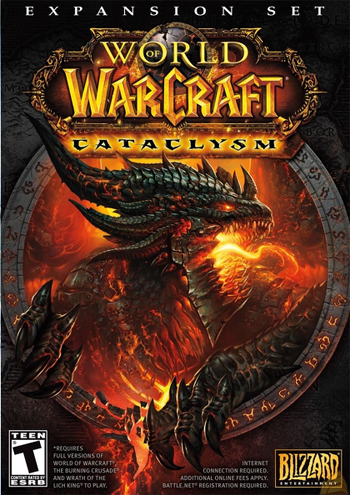 EXPANSION SET
WORLD
OF
WARCRAFT
CATACLYSM
TEEN
T
CONTENT RATED BY
ESRB
*REQUIRES
FULL VERSIONS OF
WORLD OF WARCRAFT,
THE BURNING CRUSADE,
AND WRATH OF THE
LICH KING TO PLAY.
INTERNET
CONNECTION REQUIRED.
ADDITIONAL ONLINE FEES APPLY.
BATTLE.NET REGISTRATION REQUIRED.
BLIZZARD
ENTERTAINMENT